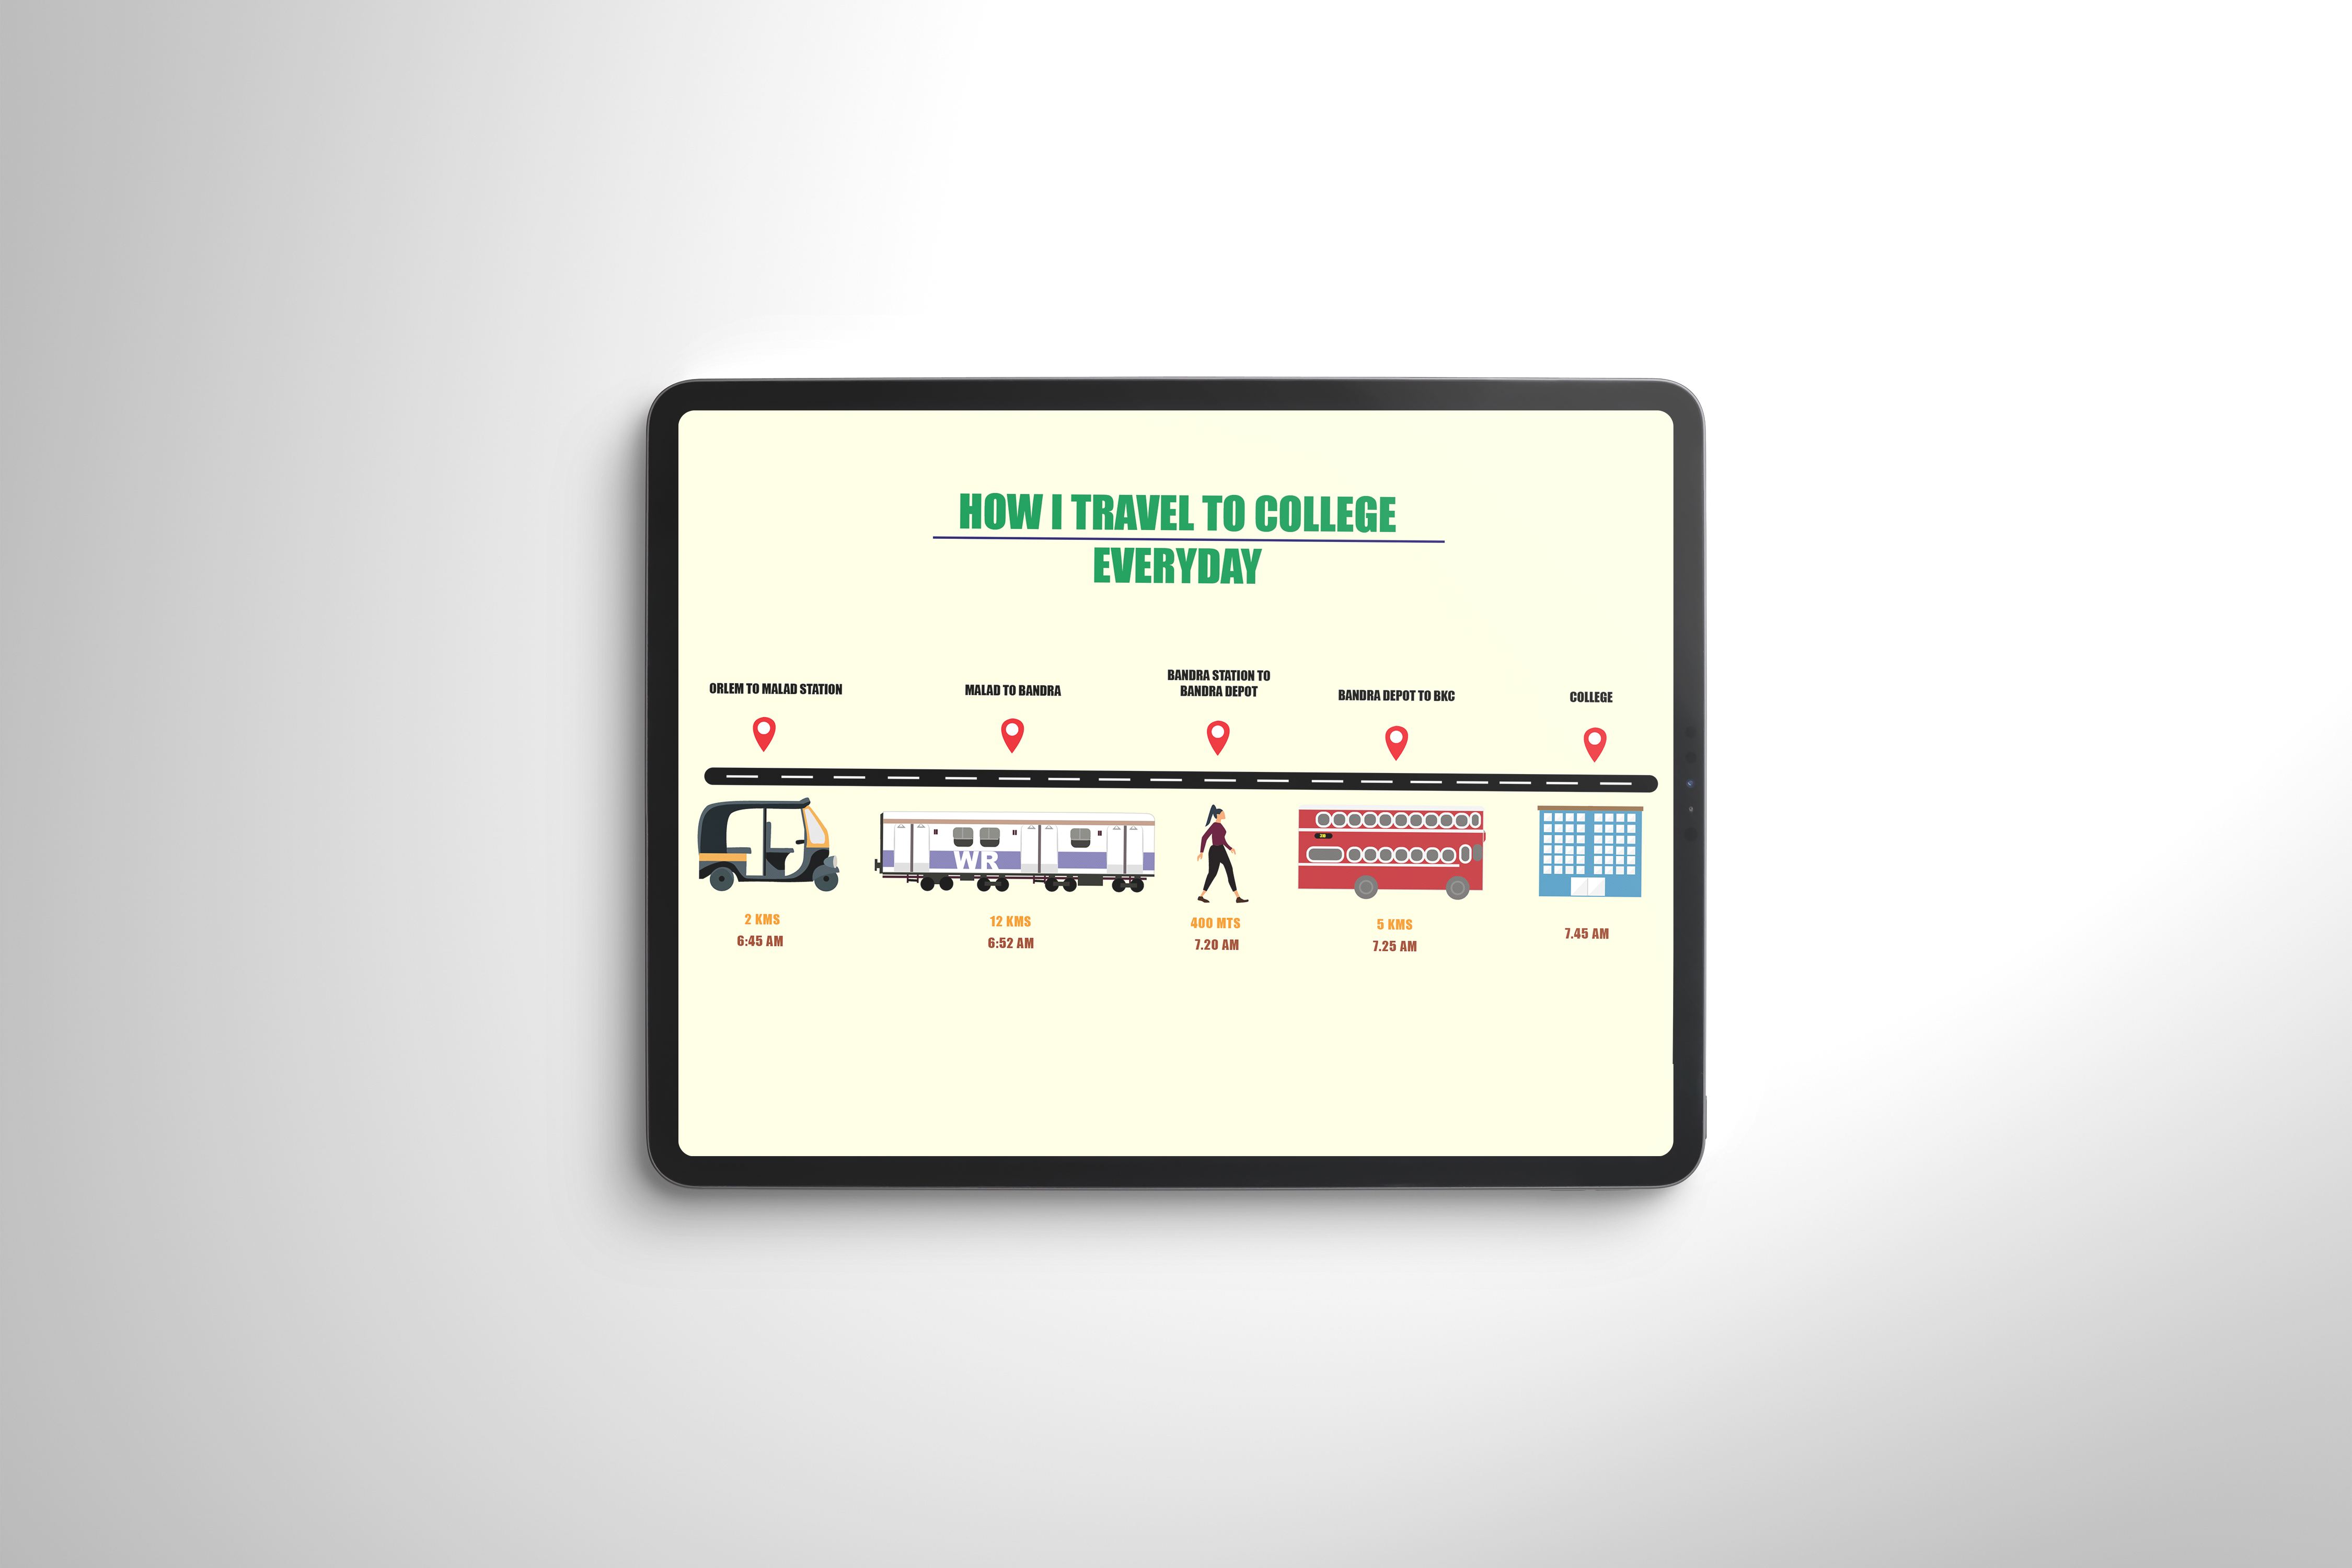 HOW I TRAVEL TO COLLEGE
EVERYDAY
ORLEM TO MALAD STATION
MALAD TO BANDRA
BANDRA STATION TO
BANDRA DEPOT
BANDRA DEPOT TO BKC
COLLEGE
WR
28
2 KMS
6:45 AM
12 KMS
6:52 AM
400 MTS
7.20 AM
5 KMS
7.25 AM
7.45 AM